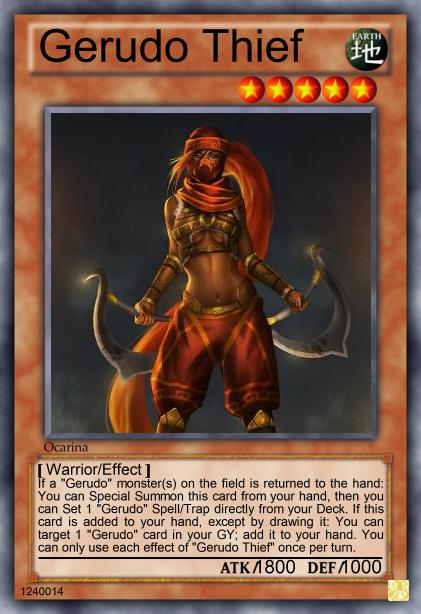 Gerudo Thief
EARTH
地
Ocarina
[ Warrior/Effect ]
If a "Gerudo" monster(s) on the field is returned to the hand:
You can Special Summon this card from your hand, then you
can Set 1 "Gerudo" Spell/Trap directly from your Deck. If this
card is added to your hand, except by drawing it: You can
target 1 "Gerudo" card in your GY; add it to your hand. You
can only use each effect of "Gerudo Thief" once per turn.
ATK/1800 DEF/1000
1240014